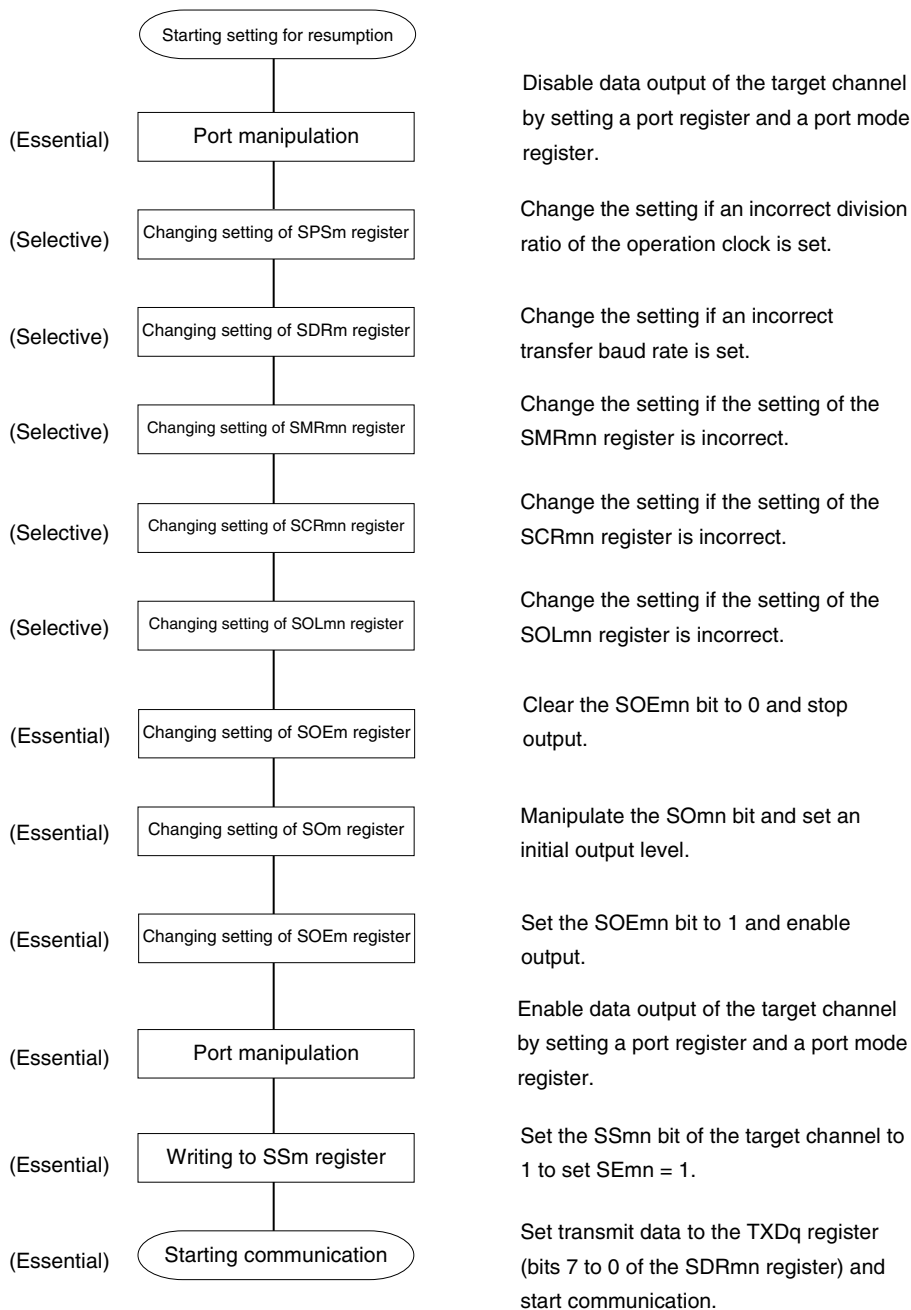 Starting setting for resumption
(Essential)
Port manipulation
Disable data output of the target channel
by setting a port register and a port mode
register.
(Selective)
Changing setting of SPSm register
Change the setting if an incorrect division
ratio of the operation clock is set.
(Selective)
Changing setting of SDRm register
Change the setting if an incorrect
transfer baud rate is set.
(Selective)
Changing setting of SMRmn register
Change the setting if the setting of the
SMRmn register is incorrect.
(Selective)
Changing setting of SCRmn register
Change the setting if the setting of the
SCRmn register is incorrect.
(Selective)
Changing setting of SOLmn register
Change the setting if the setting of the
SOLmn register is incorrect.
(Essential)
Changing setting of SOEm register
Clear the SOEmn bit to 0 and stop
output.
(Essential)
Changing setting of SOm register
Manipulate the SOmn bit and set an
initial output level.
(Essential)
Changing setting of SOEm register
Set the SOEmn bit to 1 and enable
output.
(Essential)
Port manipulation
Enable data output of the target channel
by setting a port register and a port mode
register.
(Essential)
Writing to SSm register
Set the SSmn bit of the target channel to
1 to set SEmn = 1.
(Essential)
Starting communication
Set transmit data to the TXDq register
(bits 7 to 0 of the SDRmn register) and
start communication.